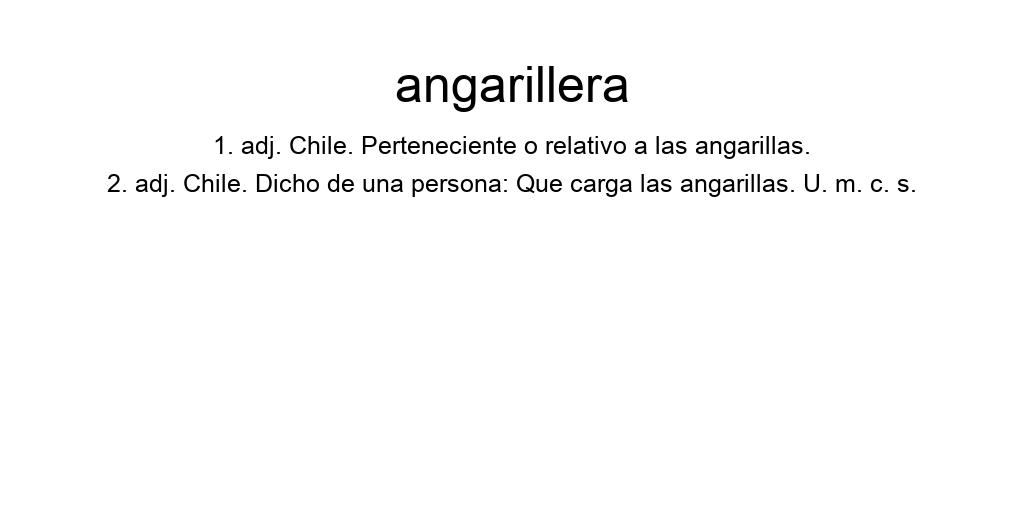 angarillera
1. adj. Chile. Perteneciente o relativo a las angarillas.
2. adj. Chile. Dicho de una persona: Que carga las angarillas. U. m. c. s.